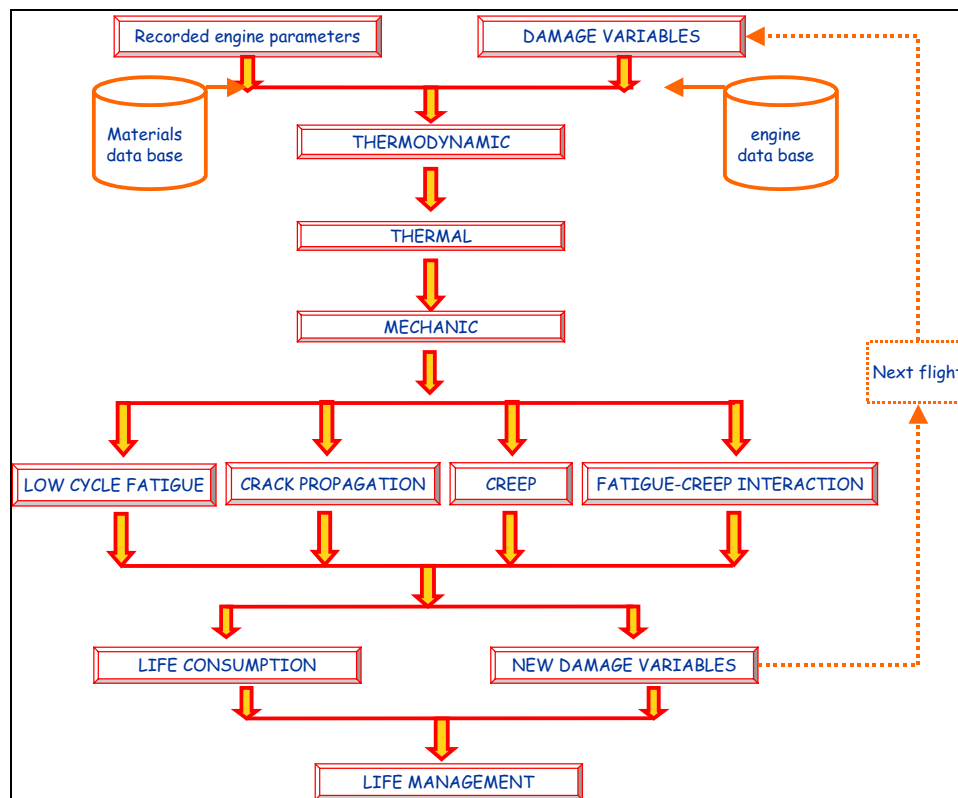 Recorded engine parameters
DAMAGE VARIABLES
Materials
data base
engine
data base
THERMODYNAMIC
THERMAL
MECHANIC
Next flight
LOW CYCLE FATIGUE
CRACK PROPAGATION
CREEP
FATIGUE-CREEP INTERACTION
LIFE CONSUMPTION
NEW DAMAGE VARIABLES
LIFE MANAGEMENT